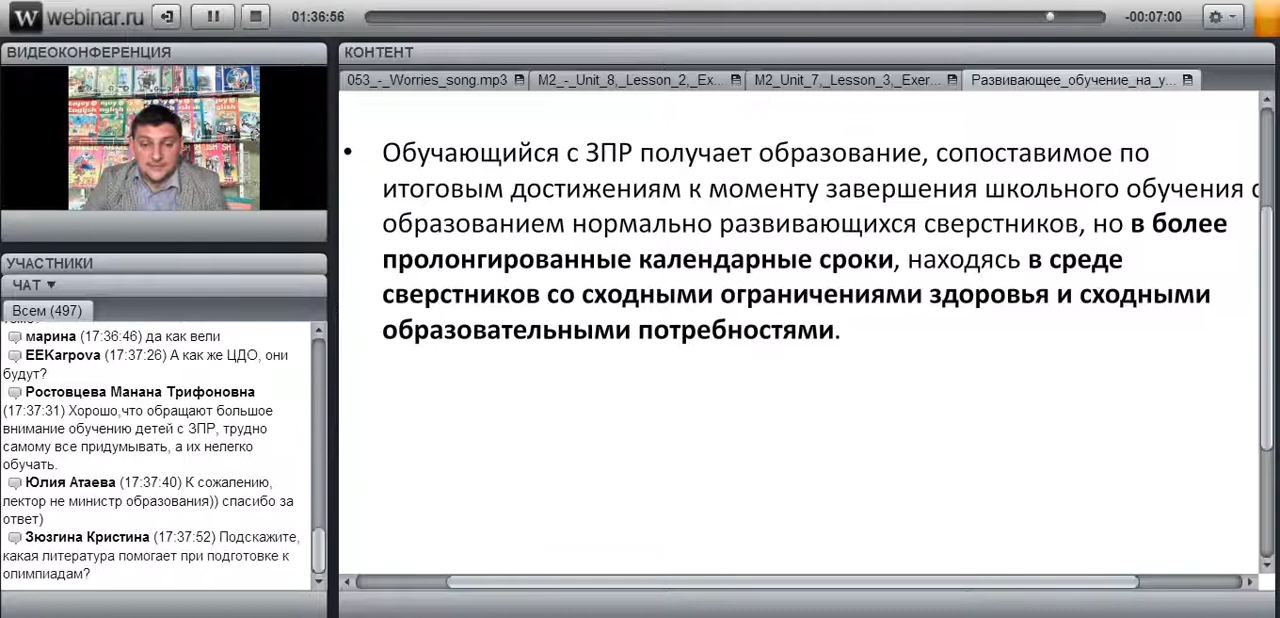 webinar.ru
01:36:56
-00:07:00
ВИДЕОКОНФЕРЕНЦИЯ
УЧАСТНИКИ
ЧАТ
Всем (497)
марина (17:36:46) да как вели
EEKarpova (17:37:26) А как же ЦДО, они
будут?
Ростовцева Манана Трифоновна
(17:37:31) Хорошо,что обращают большое
внимание обучению детей с ЗПР, трудно
самому все придумывать, а их нелегко
обучать.
Юлия Атаева (17:37:40) К сожалению,
лектор не министр образования)) спасибо за
ответ)
Зюзгина Кристина (17:37:52) Подскажите,
какая литература помогает при подготовке к
олимпиадам?
КОНТЕНТ
053_-_Worries_song.mp3
M2_-_Unit_8,_Lesson_2,_Ex...
M2_Unit_7,_Lesson_3,_Exer...
Развивающее_обучение_на_у...
• Обучающийся с ЗПР получает образование, сопоставимое по
итоговым достижениям к моменту завершения школьного обучения с
образованием нормально развивающихся сверстников, но в более
пролонгированные календарные сроки, находясь в среде
сверстников со сходными ограничениями здоровья и сходными
образовательными потребностями.